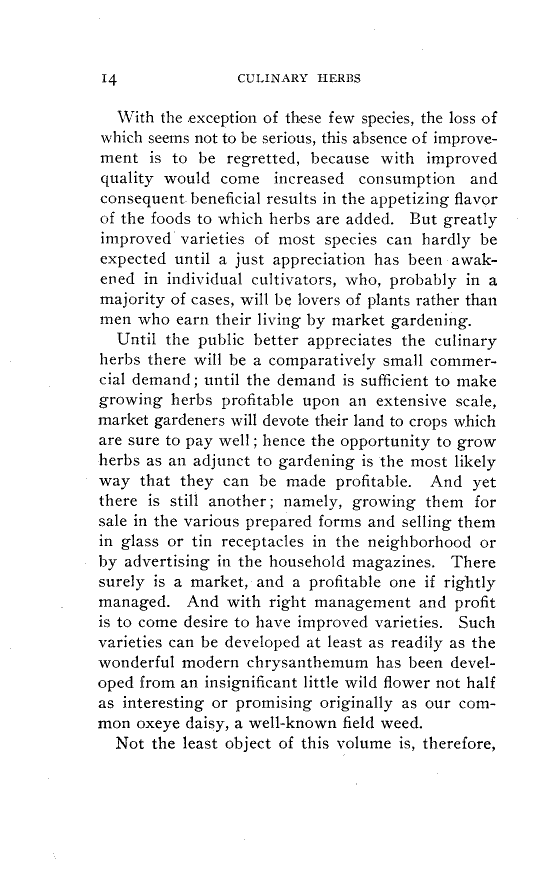 14 CULINARY HERBS
With the exception of these few species, the loss of
which seems not to be serious, this absence of improve-
ment is to be regretted, because with improved
quality would come increased consumption and
consequent beneficial results in the appetizing flavor
of the foods to which herbs are added. But greatly
improved varieties of most species can hardly be
expected until a just appreciation has been awak-
ened in individual cultivators, who, probably in a
majority of cases, will be lovers of plants rather than
men who earn their living by market gardening.
Until the public better appreciates the culinary
herbs there will be a comparatively small commer-
cial demand; until the demand is sufficient to make
growing herbs profitable upon an extensive scale,
market gardeners will devote their land to crops which
are sure to pay well; hence the opportunity to grow
herbs as an adjunct to gardening is the most likely
way that they can be made profitable. And yet
there is still another; namely, growing them for
sale in the various prepared forms and selling them
in glass or tin receptacles in the neighborhood or
by advertising in the household magazines. There
surely is a market, and a profitable one if rightly
managed. And with right management and profit
is to come desire to have improved varieties. Such
varieties can be developed at least as readily as the
wonderful modern chrysanthemum has been devel-
oped from an insignificant little wild flower not half
as interesting or promising originally as our com-
mon oxeye daisy, a well-known field weed.
Not the least object of this volume is, therefore,